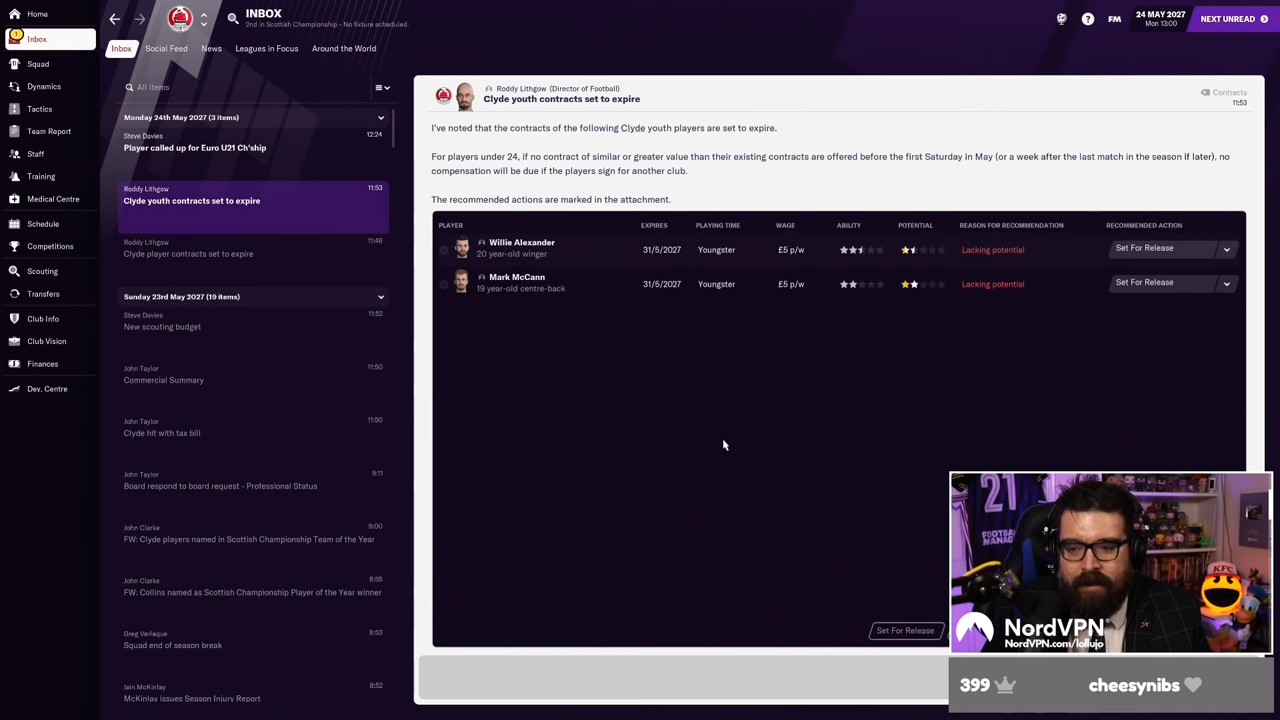 Home
Inbox
Squad
Dynamics
Tactics
Team Report
Staff
Training
Medical Centre
Schedule
Competitions
Scouting
Transfers
Club Info
Club Vision
Finances
Dev. Centre
1
INBOX
2nd in Scottish Championship - No fixture scheduled.
FM
24 MAY 2027
Mon 13:00
NEXT UNREAD
Inbox
Social Feed
News
Leagues in Focus
Around the World
All Items
Monday 24th May 2027 (3 items)
Steve Davies 12:24
Player called up for Euro U21 Ch'ship
Roddy Lithgow 11:53
Clyde youth contracts set to expire
Roddy Lithgow 11:46
Clyde player contracts set to expire
Sunday 23rd May 2027 (19 items)
Steve Davies 11:52
New scouting budget
John Taylor 11:50
Commercial Summary
John Taylor 11:50
Clyde hit with tax bill
John Taylor 9:11
Board respond to board request - Professional Status
John Clarke 9:00
FW: Clyde players named in Scottish Championship Team of the Year
John Clarke 8:55
FW: Collins named as Scottish Championship Player of the Year winner
Greg Verlaque 8:53
Squad end of season break
Iain McKinlay 8:52
McKinlay issues Season Injury Report
Roddy Lithgow (Director of Football)
Clyde youth contracts set to expire
Contracts
11:53
I've noted that the contracts of the following Clyde youth players are set to expire.
For players under 24, if no contract of similar or greater value than their existing contracts are offered before the first Saturday in May (or a week after the last match in the season if later), no
compensation will be due if the players sign for another club.
The recommended actions are marked in the attachment.
PLAYER EXPIRES PLAYING TIME WAGE ABILITY POTENTIAL REASON FOR RECOMMENDATION RECOMMENDED ACTION
Willie Alexander
20 year-old winger
31/5/2027 Youngster £5 p/w Lacking potential Set For Release
Mark McCann
19 year-old centre-back
31/5/2027 Youngster £5 p/w Lacking potential Set For Release
Set For Release
21
FOOTBALL
KFC
NordVPN
NordVPN.com/lollujo
399
cheesynibs